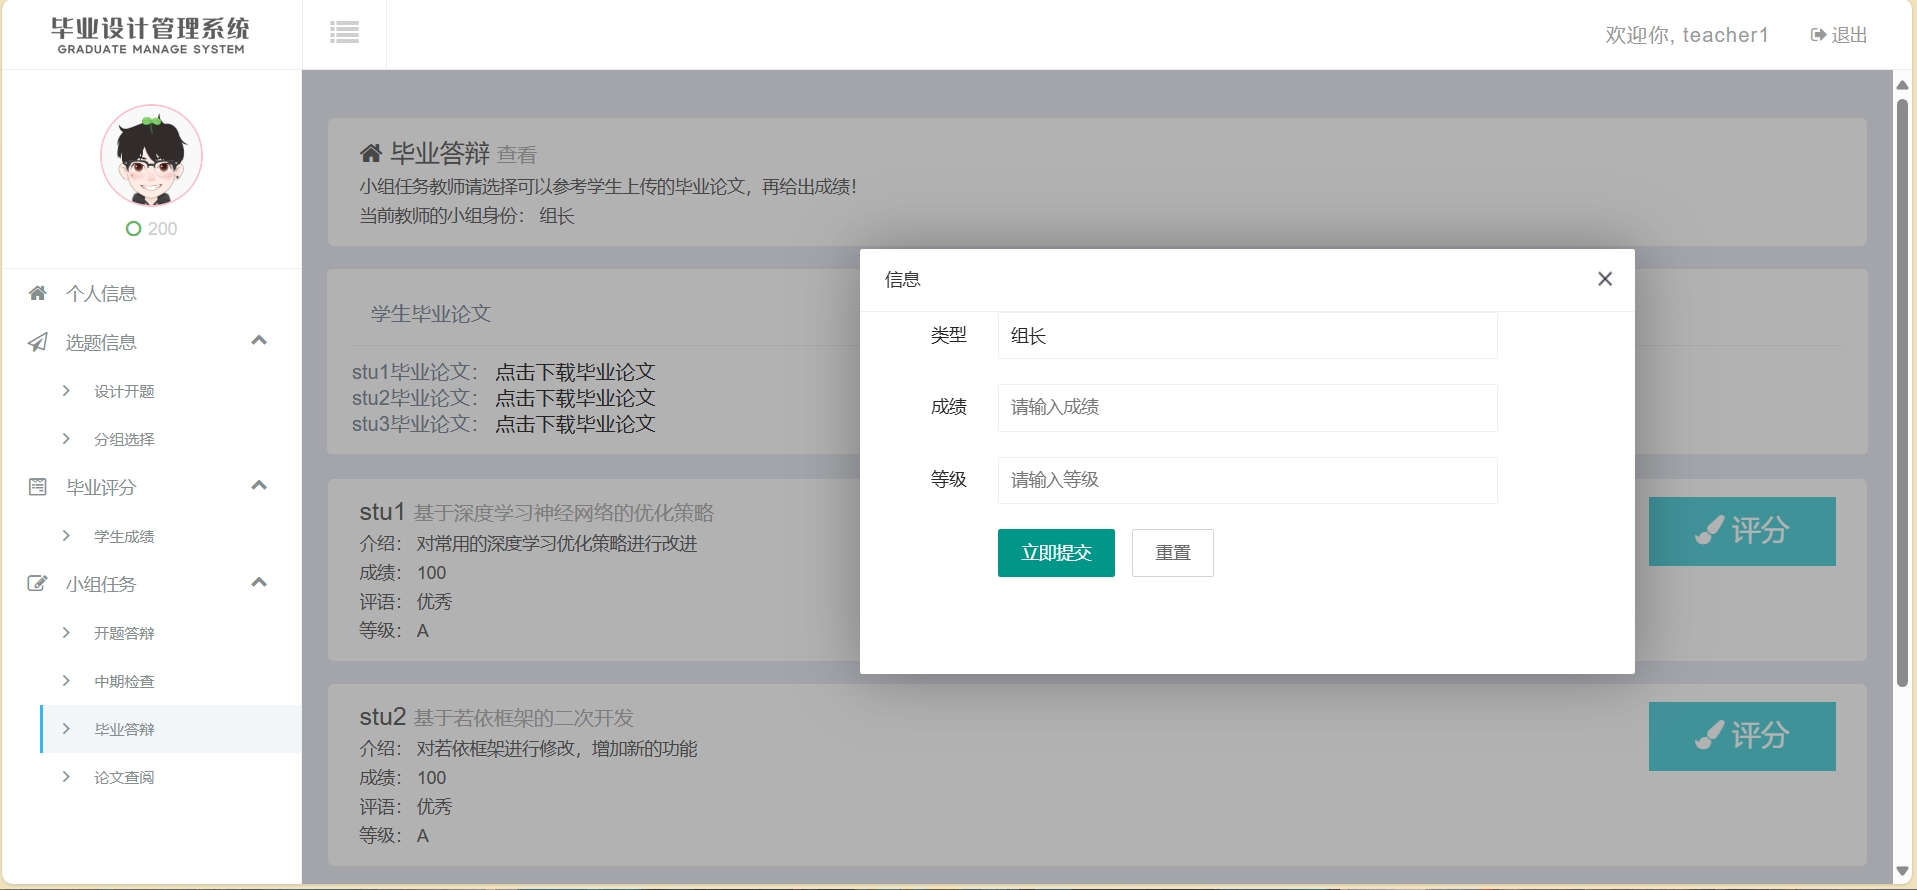 毕业设计管理系统
GRADUATE MANAGE SYSTEM
欢迎你, teacher1
退出
200
个人信息
选题信息
设计开题
分组选择
毕业评分
学生成绩
小组任务
开题答辩
中期检查
毕业答辩
论文查阅
毕业答辩 查看
小组任务教师请选择可以参考学生上传的毕业论文，再给出成绩！
当前教师的小组身份： 组长
学生毕业论文
stu1毕业论文： 点击下载毕业论文
stu2毕业论文： 点击下载毕业论文
stu3毕业论文： 点击下载毕业论文
stu1 基于深度学习神经网络的优化策略
介绍： 对常用的深度学习优化策略进行改进
成绩： 100
评语： 优秀
等级： A
评分
stu2 基于若依框架的二次开发
介绍： 对若依框架进行修改，增加新的功能
成绩： 100
评语： 优秀
等级： A
评分
信息
类型 组长
成绩 请输入成绩
等级 请输入等级
立即提交 重置